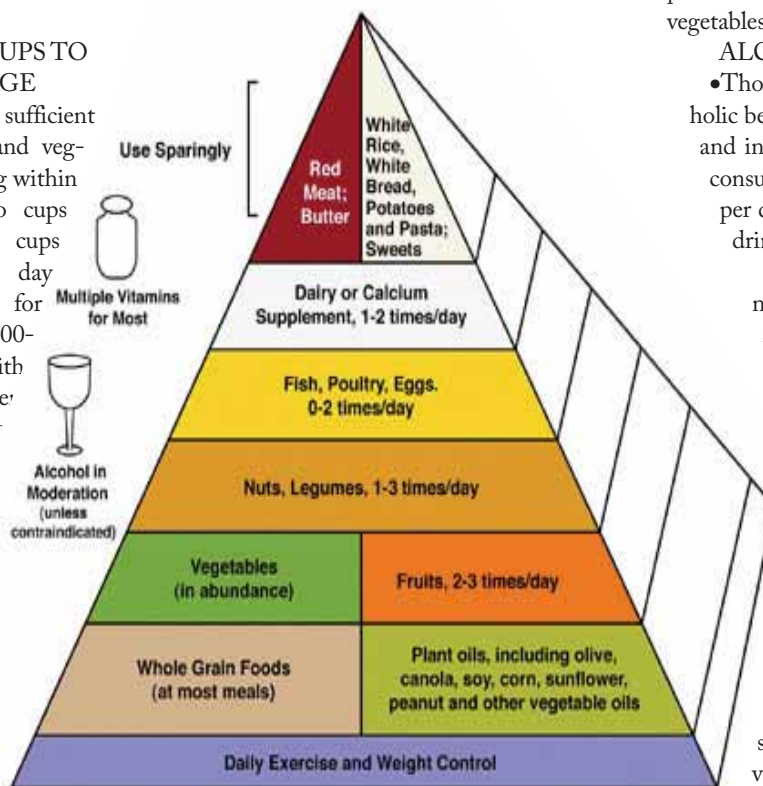 UPS TO
GE
sufficient
and veg-
g within
cups
cups
day
for
00-
ith
vegetables
ALC
•Tho
holic be
and in
consu
per
drin
Use Sparingly
Red
Meat;
Butter
White
Rice,
White
Bread,
Potatoes
and Pasta;
Sweets
Multiple Vitamins
for Most
Dairy or Calcium
Supplement, 1-2 times/day
Fish, Poultry, Eggs.
0-2 times/day
Alcohol in
Moderation
(unless
contraindicated)
Nuts, Legumes, 1-3 times/day
Vegetables
(in abundance)
Fruits, 2-3 times/day
Whole Grain Foods
(at most meals)
Plant oils, including olive,
canola, soy, corn, sunflower,
peanut and other vegetable oils
Daily Exercise and Weight Control